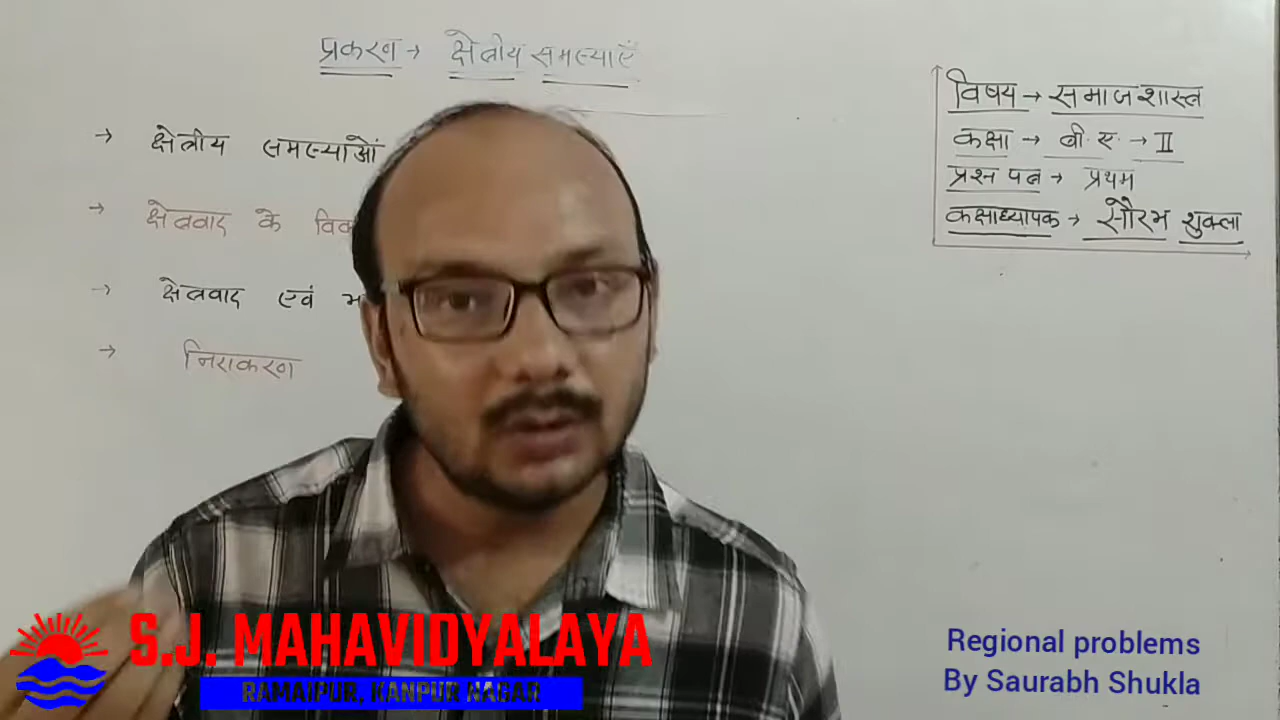 प्रकरण → क्षेत्रीय समस्याएँ
→ क्षेत्रीय समस्याओं
→ क्षेत्रवाद के
→ क्षेत्रवाद एवं
→ निराकरण
विषय → समाजशास्त्र
कक्षा → बी.ए. → II
प्रश्न पत्र → प्रथम
कक्षाध्यापक → सौरभ शुक्ला
S.J. MAHAVIDYALAYA
RAMAIPUR, KANPUR NAGAR
Regional problems
By Saurabh Shukla